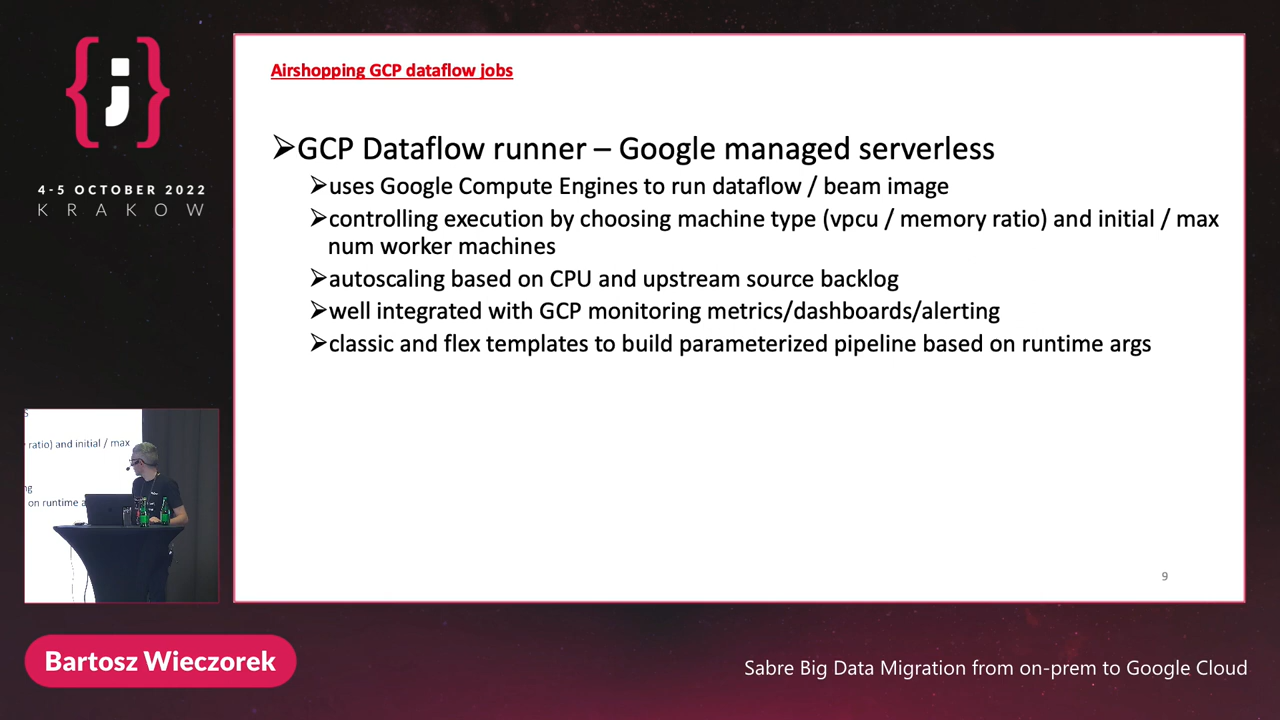 {;}
4-5 OCTOBER 2022
KRAKOW
Airshopping GCP dataflow jobs
➢GCP Dataflow runner – Google managed serverless
➢uses Google Compute Engines to run dataflow / beam image
➢controlling execution by choosing machine type (vpcu / memory ratio) and initial / max
num worker machines
➢autoscaling based on CPU and upstream source backlog
➢well integrated with GCP monitoring metrics/dashboards/alerting
➢classic and flex templates to build parameterized pipeline based on runtime args
9
ratio) and initial / max
on runtime a
Bartosz Wieczorek
Sabre Big Data Migration from on-prem to Google Cloud